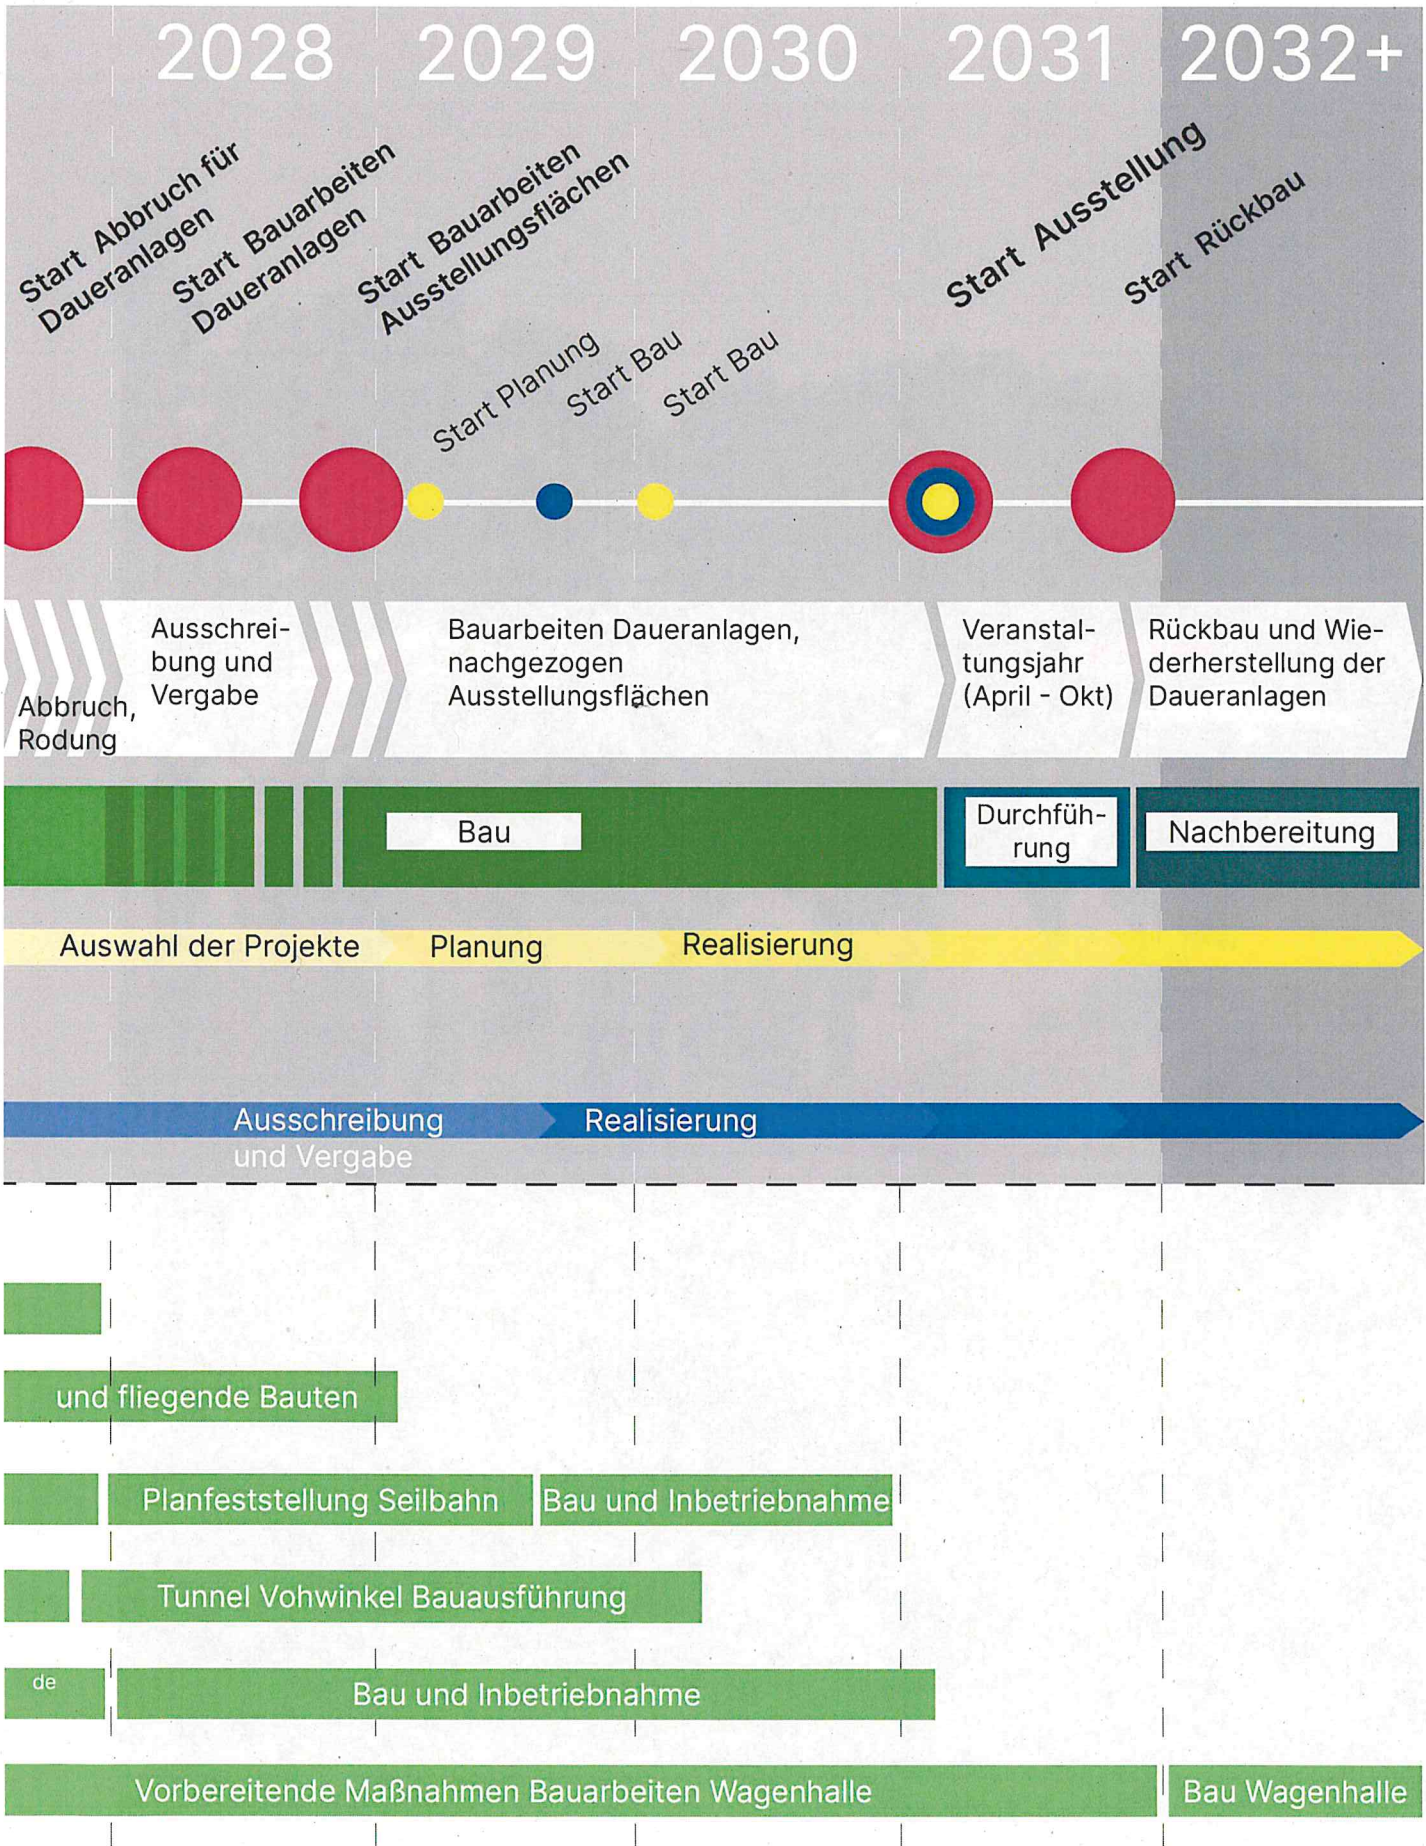 2028
2029
2030
2031
2032+
Start Abbruch für
Daueranlagen
Start Bauarbeiten
Daueranlagen
Start Bauarbeiten
Ausstellungsflächen
Start Planung
Start Bau
Start Bau
Start Ausstellung
Start Rückbau
Abbruch,
Rodung
Ausschrei-
bung und
Vergabe
Bauarbeiten Daueranlagen,
nachgezogen
Ausstellungsflächen
Veranstal-
tungsjahr
(April - Okt)
Rückbau und Wie-
derherstellung der
Daueranlagen
Bau
Durchfüh-
rung
Nachbereitung
Auswahl der Projekte
Planung
Realisierung
Ausschreibung
und Vergabe
Realisierung
und fliegende Bauten
Planfeststellung Seilbahn
Bau und Inbetriebnahme
Tunnel Vohwinkel Bauausführung
de
Bau und Inbetriebnahme
Vorbereitende Maßnahmen Bauarbeiten Wagenhalle
Bau Wagenhalle